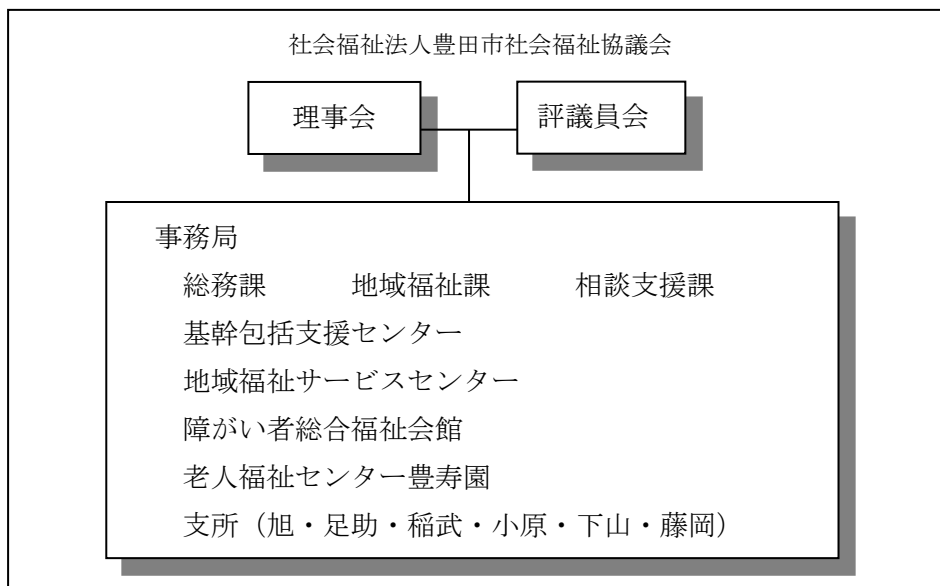 社会福祉法人豊田市社会福祉協議会
理事会
評議員会
事務局
総務課 地域福祉課 相談支援課
基幹包括支援センター
地域福祉サービスセンター
障がい者総合福祉会館
老人福祉センター豊寿園
支所（旭・足助・稲武・小原・下山・藤岡）